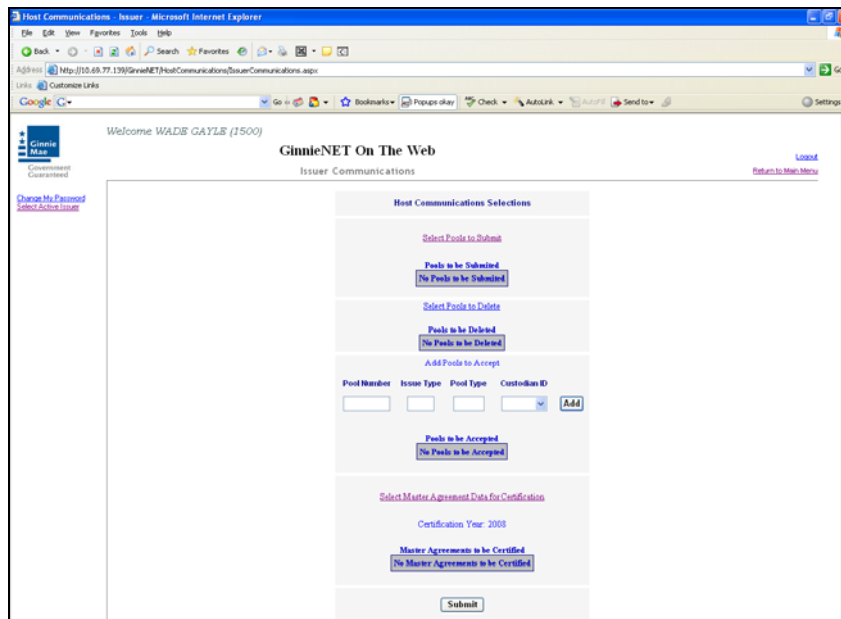 Host Communications - Issuer - Microsoft Internet Explorer
File Edit View Favorites Tools Help
Back Search Favorites
Address http://10.69.77.139/GinnieNET/HostCommunications/IssuerCommunications.aspx Go
Links Customize Links
Google G Go Bookmarks Popups okay Check AutoLink AutoFill Send to Settings
Ginnie Mae
Government Guaranteed
Welcome WADE GAYLE (1500)
GinnieNET On The Web
Logout
Issuer Communications
Return to Main Menu
Change My Password
Select Active Issuer
Host Communications Selections
Select Pools to Submit
Pools to be Submitted
No Pools to be Submitted
Select Pools to Delete
Pools to be Deleted
No Pools to be Deleted
Add Pools to Accept
Pool Number Issue Type Pool Type Custodian ID
Add
Pools to be Accepted
No Pools to be Accepted
Select Master Agreement Data for Certification
Certification Year: 2008
Master Agreements to be Certified
No Master Agreements to be Certified
Submit